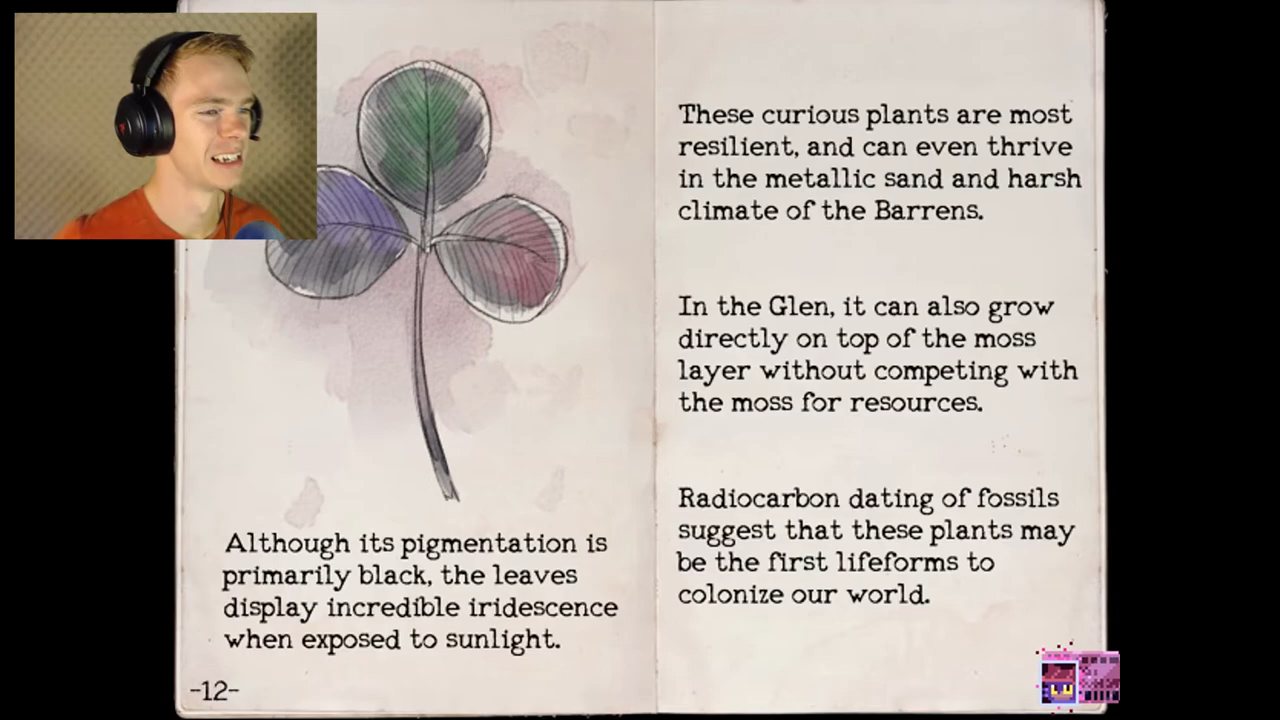 Although its pigmentation is
primarily black, the leaves
display incredible iridescence
when exposed to sunlight.
-12-
These curious plants are most
resilient, and can even thrive
in the metallic sand and harsh
climate of the Barrens.
In the Glen, it can also grow
directly on top of the moss
layer without competing with
the moss for resources.
Radiocarbon dating of fossils
suggest that these plants may
be the first lifeforms to
colonize our world.